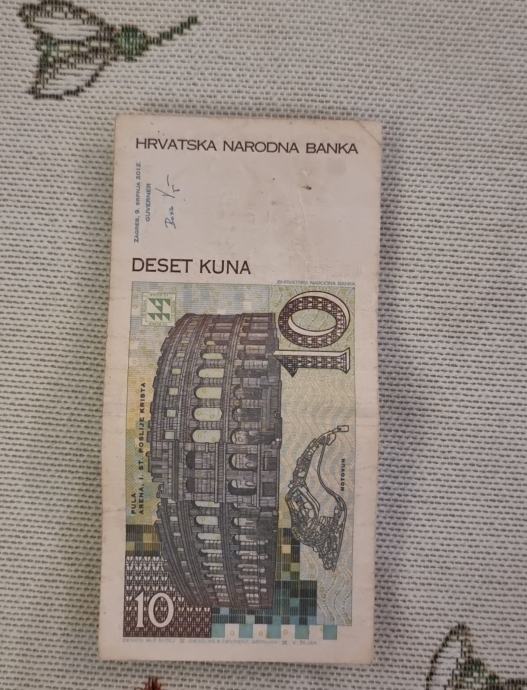 HRVATSKA NARODNA BANKA
ZAGREB, 9. SRPNJA 2012.
GUVERNER
DESET KUNA
©HRVATSKA NARODNA BANKA
10
PULA
ARENA, I. ST. POSLIJE KRISTA
MOTOVUN
10